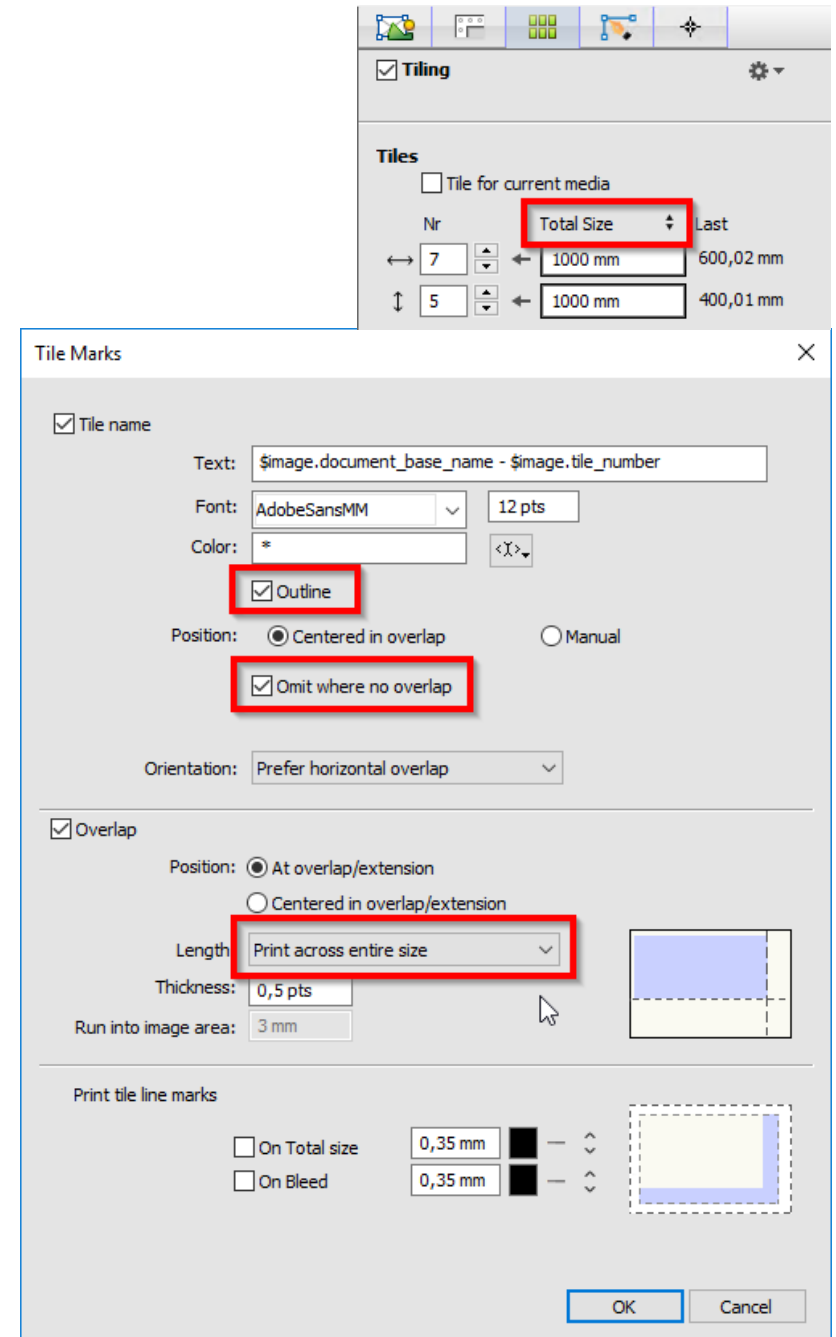 Tiling
Tiles
Tile for current media
Nr Total Size Last
7 1000 mm 600,02 mm
5 1000 mm 400,01 mm
Tile Marks
Tile name
Text: $image.document_base_name - $image.tile_number
Font: AdobeSansMM 12 pts
Color: *
Outline
Position: Centered in overlap Manual
Omit where no overlap
Orientation: Prefer horizontal overlap
Overlap
Position: At overlap/extension
Centered in overlap/extension
Length Print across entire size
Thickness: 0,5 pts
Run into image area: 3 mm
Print tile line marks
On Total size 0,35 mm
On Bleed 0,35 mm
OK Cancel